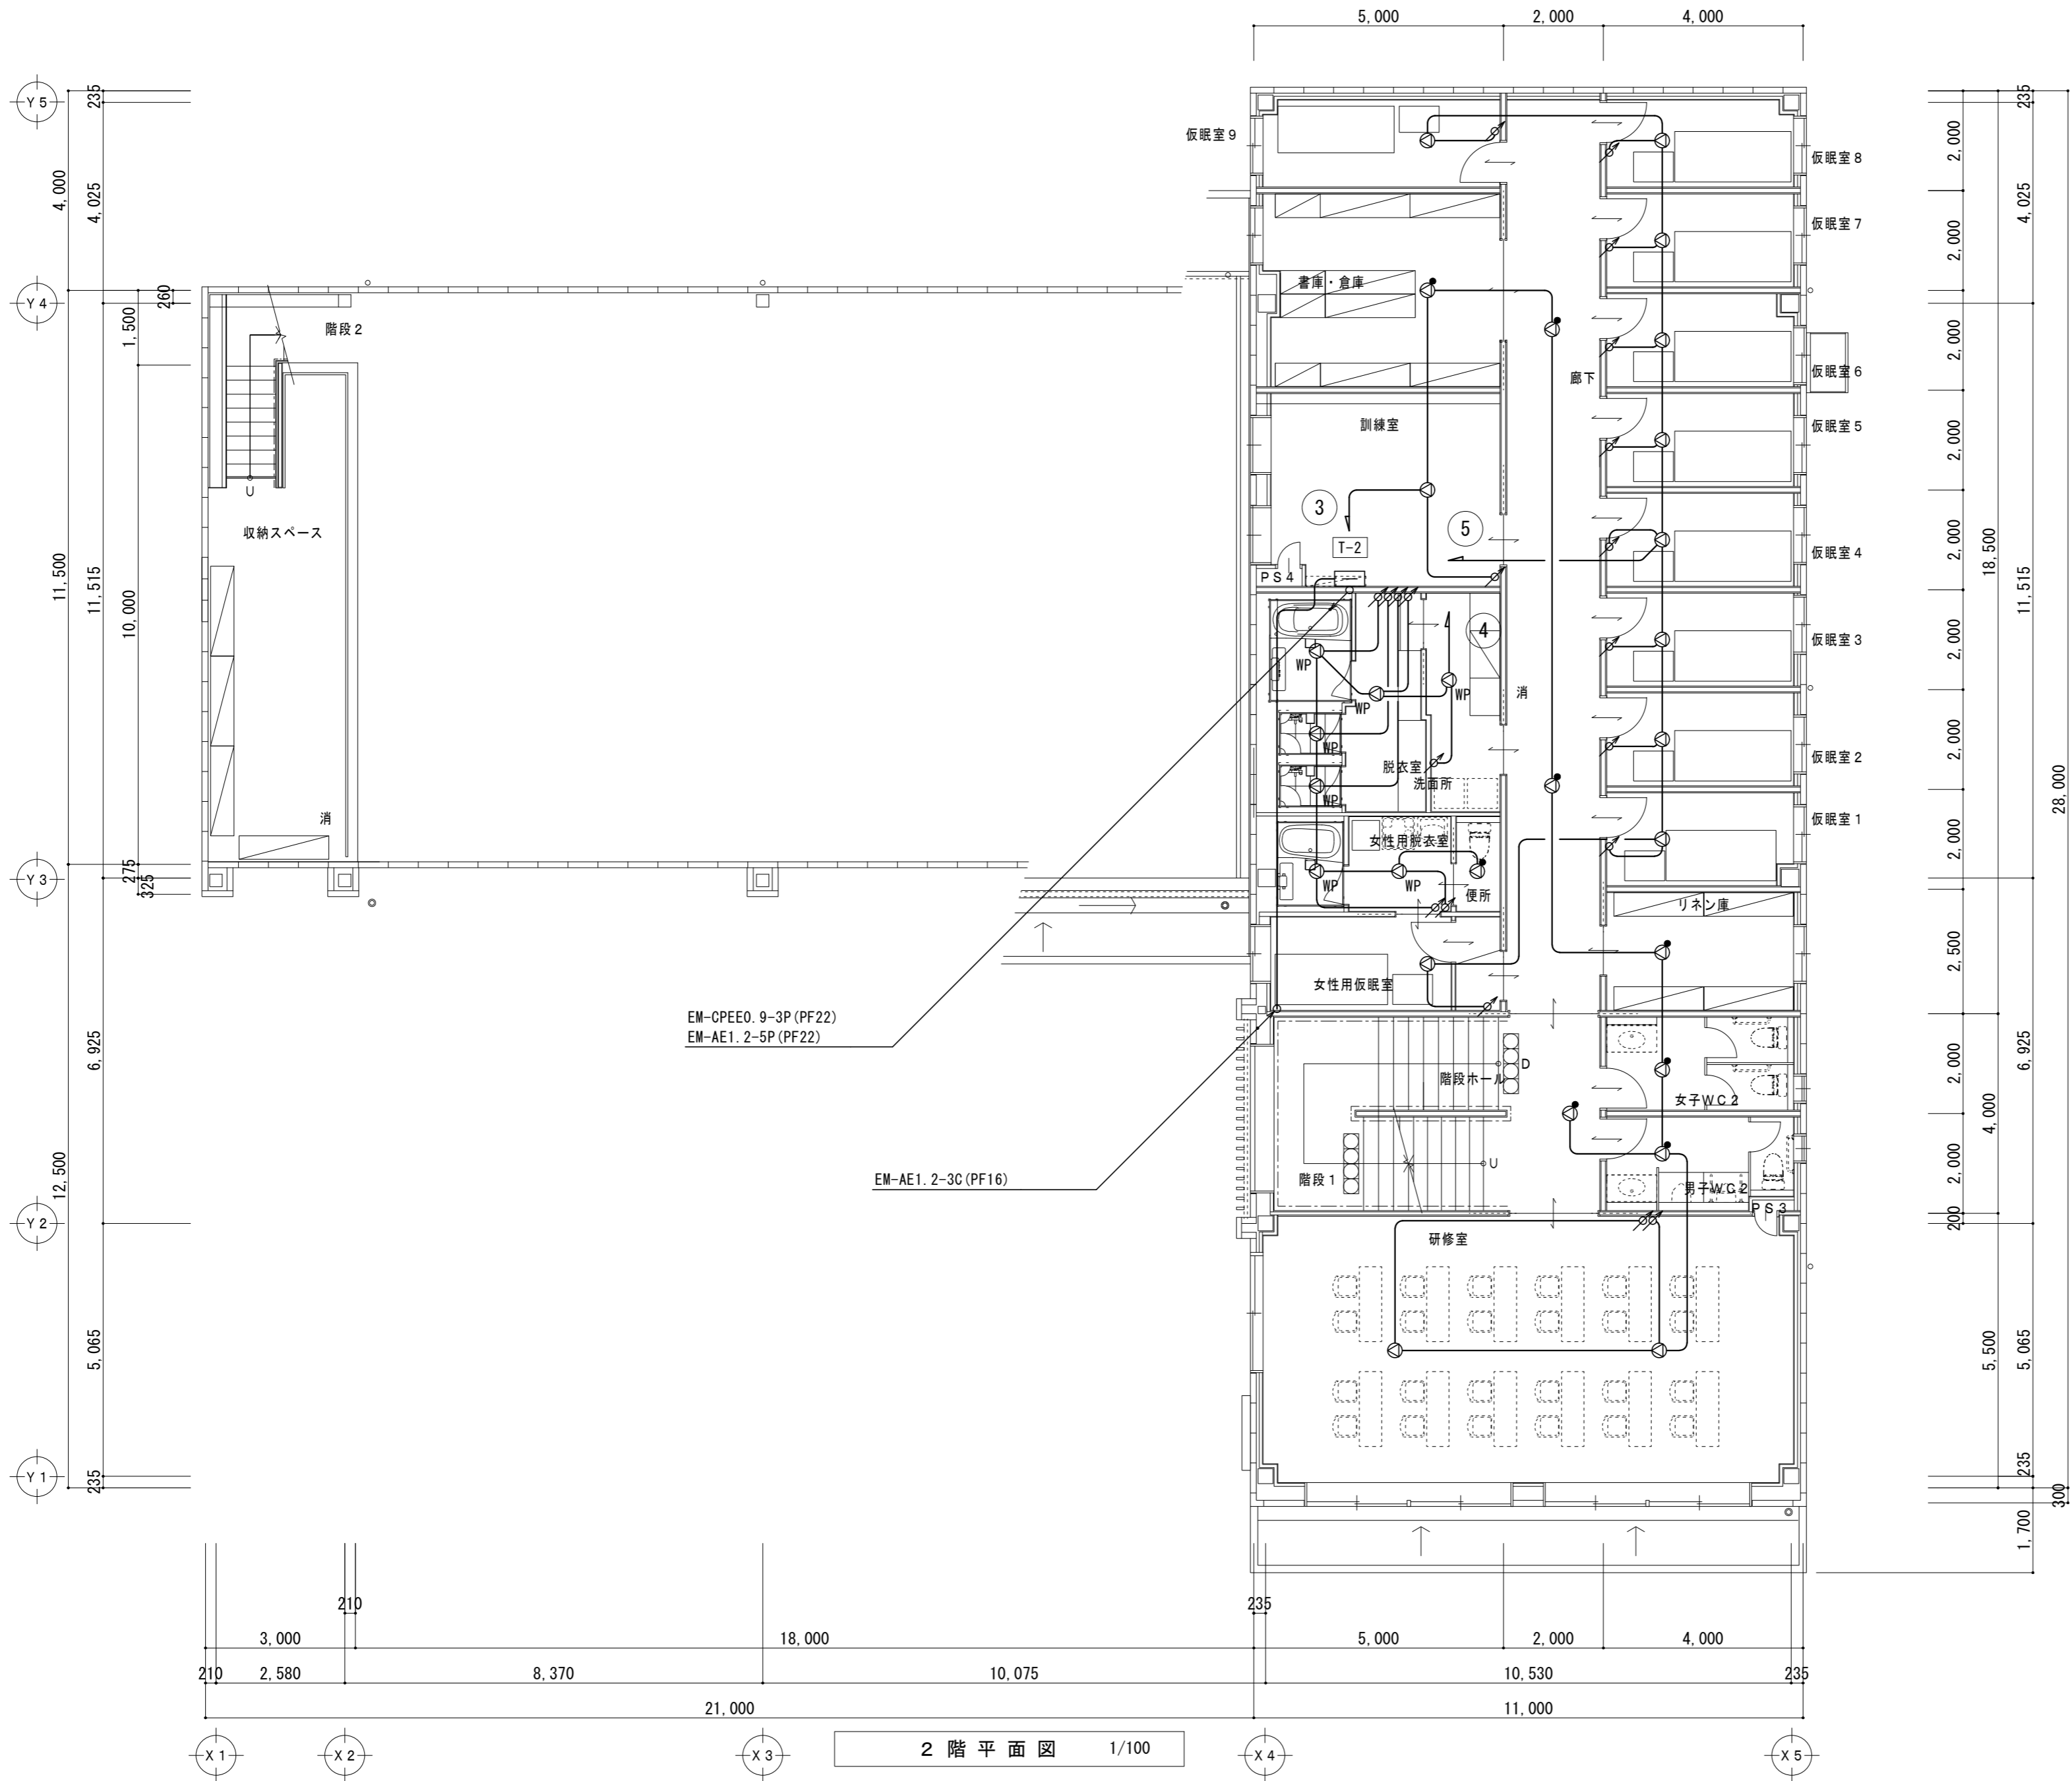 5,000
2,000
4,000
Y5
235
4,000
4,025
Y4
260
1,500
11,500
11,515
10,000
Y3
275
325
6,925
12,500
Y2
5,065
Y1
235
235
2,000
4,025
2,000
2,000
2,000
2,000
18,500
11,515
2,000
2,000
2,000
28,000
2,500
6,925
2,000
4,000
2,000
200
5,500
5,065
235
300
1,700
仮眠室9
仮眠室8
仮眠室7
書庫・倉庫
階段2
仮眠室6
廊下
訓練室
仮眠室5
U
収納スペース
3
5
T-2
仮眠室4
PS4
4
仮眠室3
WP
WP
WP
消
WP
脱衣室
洗面所
WP
仮眠室2
消
仮眠室1
女性用脱衣室
WP
WP
便所
リネン庫
女性用仮眠室
EM-CPEE0.9-3P(PF22)
EM-AE1.2-5P(PF22)
D
階段ホール
女子WC2
EM-AE1.2-3C(PF16)
階段1
U
男子WC2
PS3
研修室
210
235
3,000
18,000
5,000
2,000
4,000
210
2,580
8,370
10,075
10,530
235
21,000
11,000
X1
X2
X3
2階平面図 1/100
X4
X5